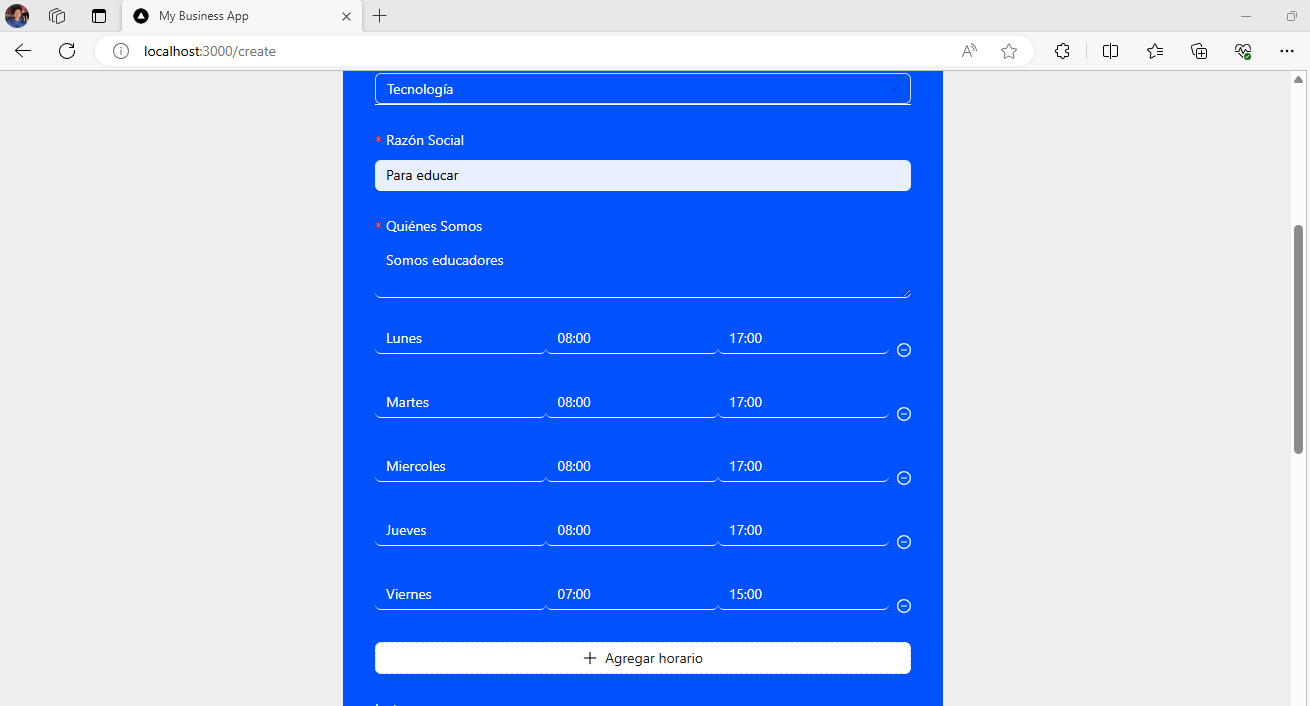 My Business App
localhost:3000/create
Tecnología
* Razón Social
Para educar
* Quiénes Somos
Somos educadores
Lunes 08:00 17:00
Martes 08:00 17:00
Miercoles 08:00 17:00
Jueves 08:00 17:00
Viernes 07:00 15:00
Agregar horario